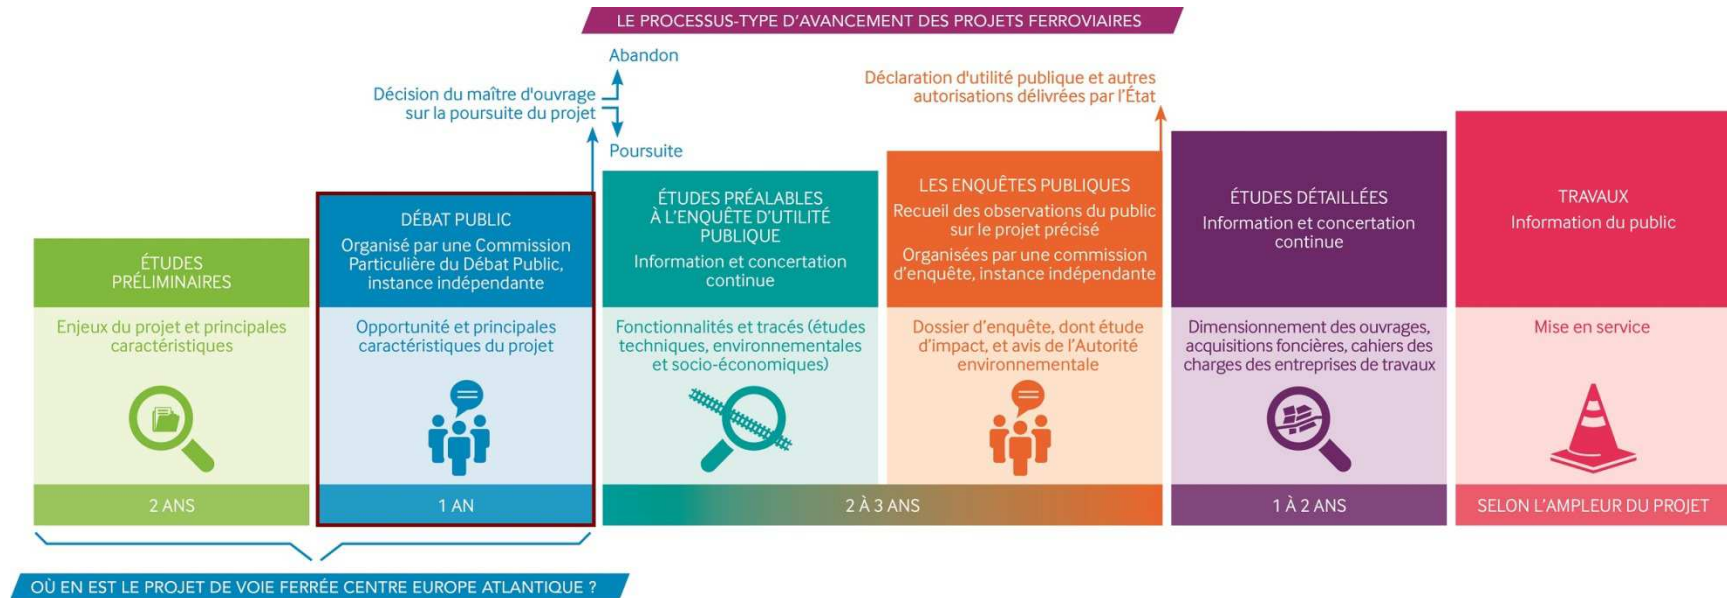 LE PROCESSUS-TYPE D'AVANCEMENT DES PROJETS FERROVIAIRES
Abandon
Décision du maître d'ouvrage
sur la poursuite du projet
Poursuite
Déclaration d'utilité publique et autres
autorisations délivrées par l'État
ÉTUDES
PRÉLIMINAIRES
Enjeux du projet et principales
caractéristiques
2 ANS
DÉBAT PUBLIC
Organisé par une Commission
Particulière du Débat Public,
instance indépendante
Opportunité et principales
caractéristiques du projet
1 AN
ÉTUDES PRÉALABLES
À L'ENQUÊTE D'UTILITÉ
PUBLIQUE
Information et concertation
continue
Fonctionnalités et tracés (études
techniques, environnementales
et socio-économiques)
LES ENQUÊTES PUBLIQUES
Recueil des observations du public
sur le projet précisé
Organisées par une commission
d'enquête, instance indépendante
Dossier d'enquête, dont étude
d'impact, et avis de l'Autorité
environnementale
2 À 3 ANS
ÉTUDES DÉTAILLÉES
Information et concertation
continue
Dimensionnement des ouvrages,
acquisitions foncières, cahiers des
charges des entreprises de travaux
1 À 2 ANS
TRAVAUX
Information du public
Mise en service
SELON L'AMPLEUR DU PROJET
OÙ EN EST LE PROJET DE VOIE FERRÉE CENTRE EUROPE ATLANTIQUE ?